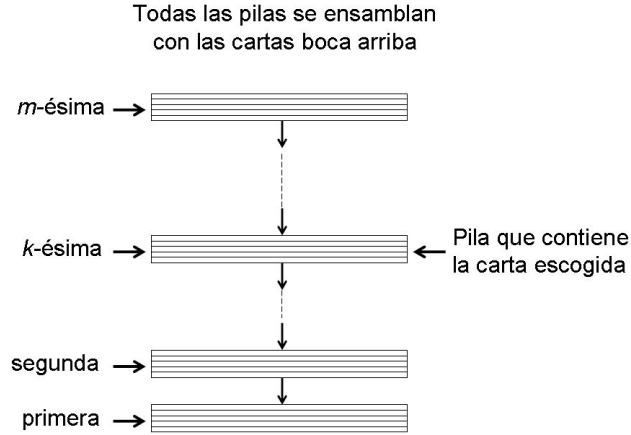 Todas las pilas se ensamblan
con las cartas boca arriba
m-ésima
k-ésima
Pila que contiene
la carta escogida
segunda
primera